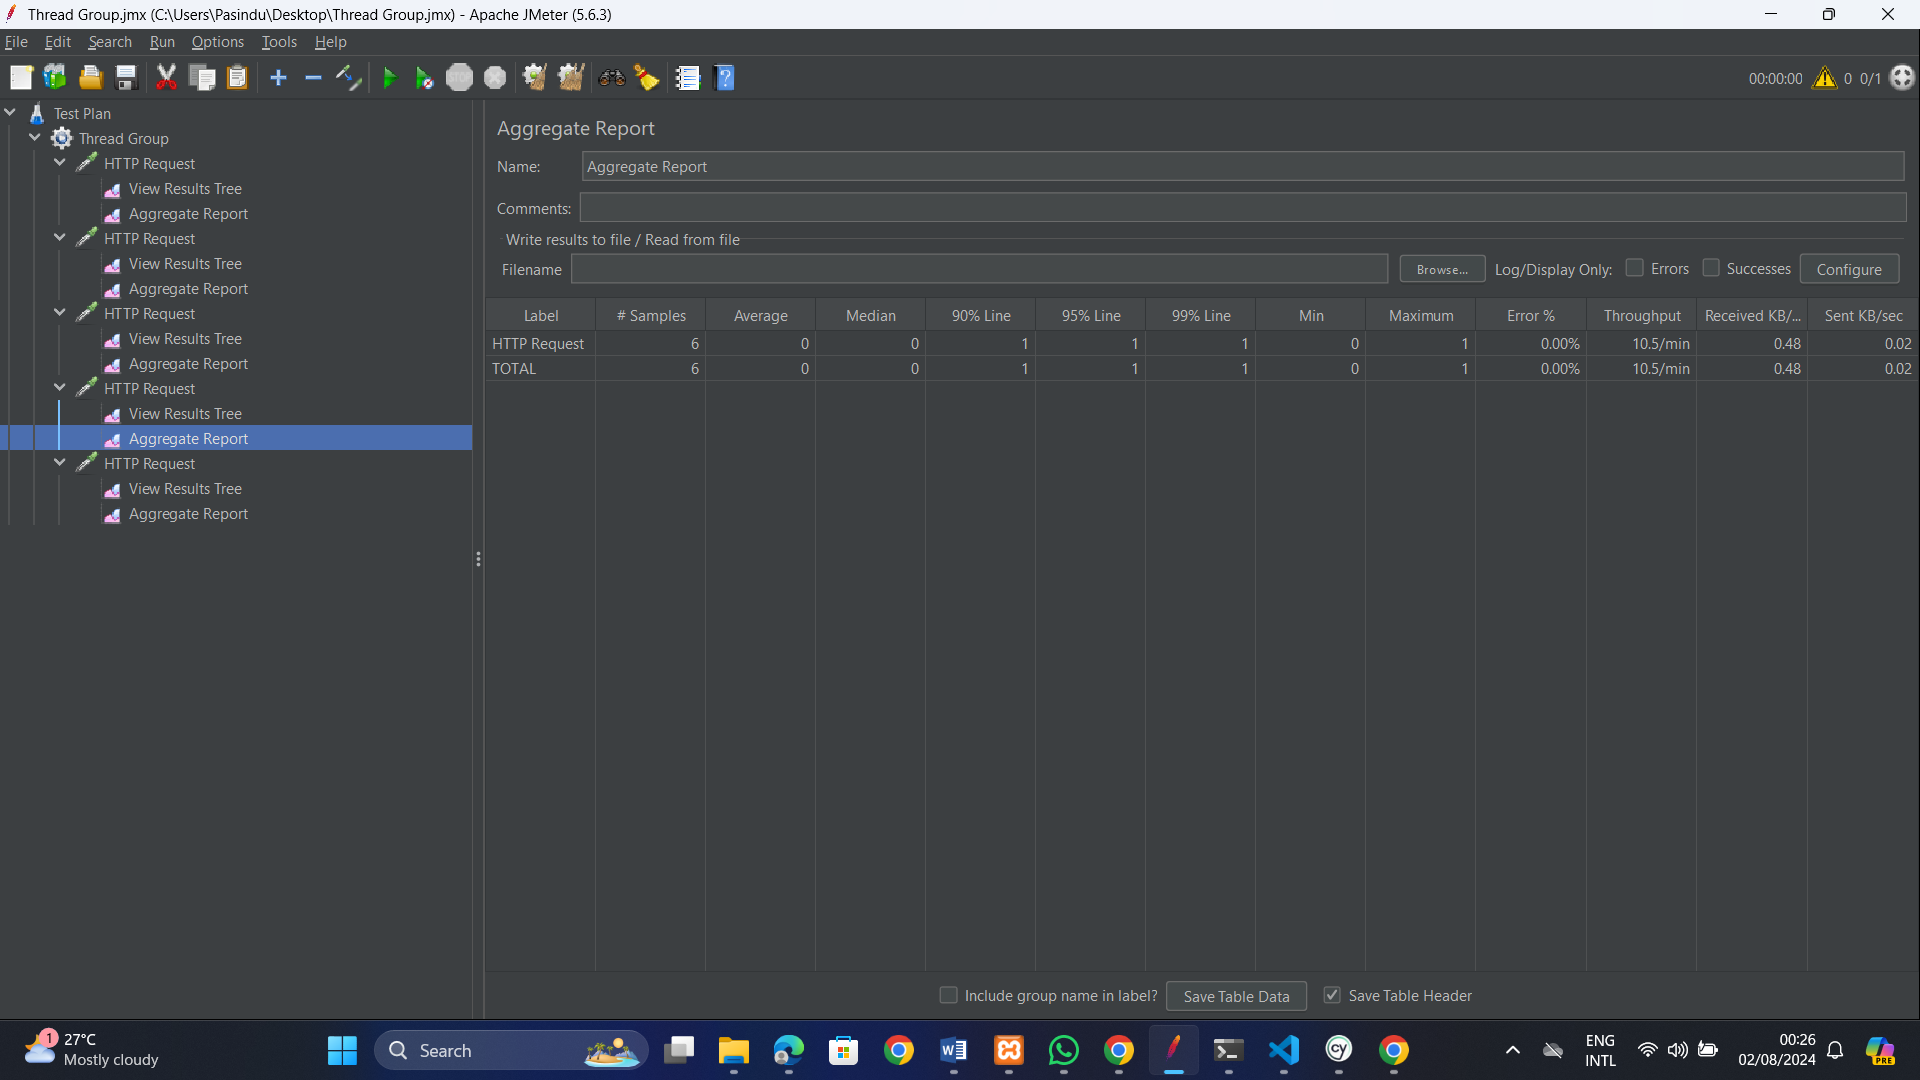 Thread Group.jmx (C:\Users\Pasindu\Desktop\Thread Group.jmx) - Apache JMeter (5.6.3)
File Edit Search Run Options Tools Help
STOP
00:00:00 0 0/1
Test Plan
Thread Group
HTTP Request
View Results Tree
Aggregate Report
HTTP Request
View Results Tree
Aggregate Report
HTTP Request
View Results Tree
Aggregate Report
HTTP Request
View Results Tree
Aggregate Report
HTTP Request
View Results Tree
Aggregate Report
Aggregate Report
Name: Aggregate Report
Comments:
Write results to file / Read from file
Filename Browse... Log/Display Only: Errors Successes Configure
Label # Samples Average Median 90% Line 95% Line 99% Line Min Maximum Error % Throughput Received KB/... Sent KB/sec
HTTP Request 6 0 0 1 1 1 0 1 0.00% 10.5/min 0.48 0.02
TOTAL 6 0 0 1 1 1 0 1 0.00% 10.5/min 0.48 0.02
Include group name in label? Save Table Data Save Table Header
1 27°C
Mostly cloudy
Search
CY
ENG
INTL
00:26
02/08/2024
PRE